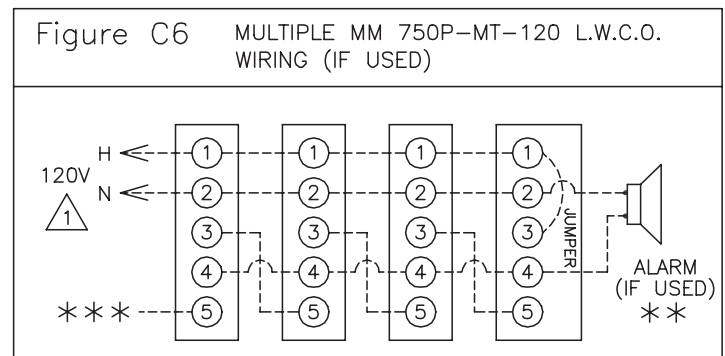 Figure C6
MULTIPLE MM 750P-MT-120 L.W.C.O.
WIRING (IF USED)
H 1 1 1 1
120V
N 2 2 2 2
1
3 3 3 3
JUMPER
4 4 4 4
ALARM
(IF USED)
*** 5 5 5 5
**